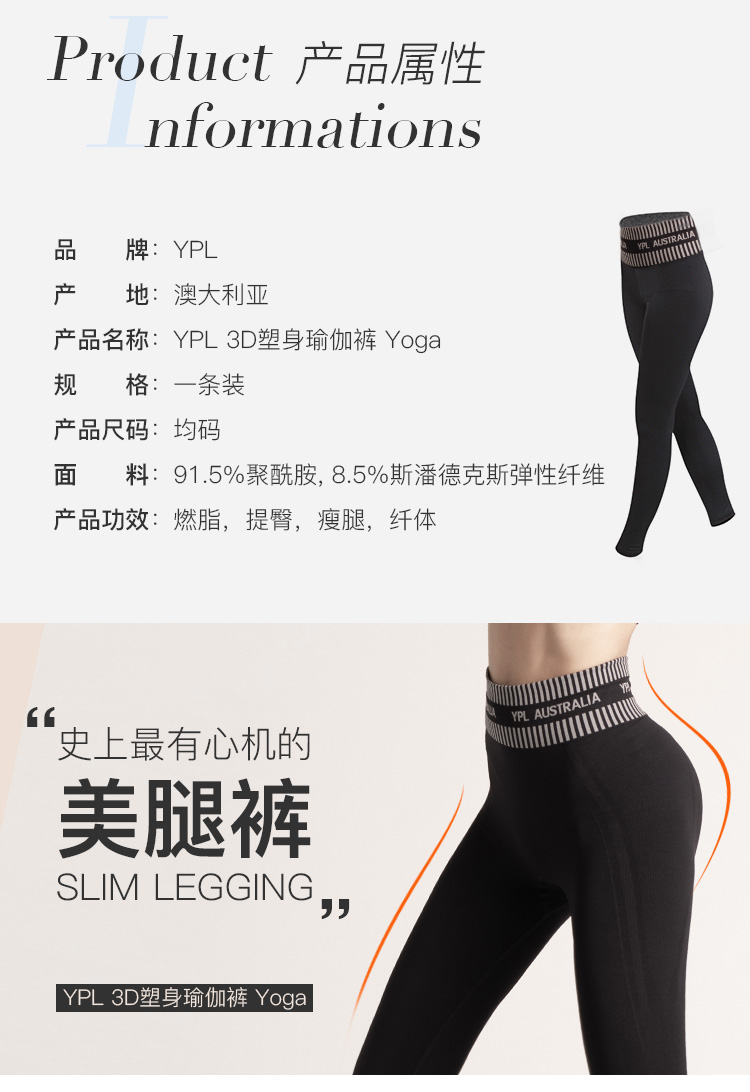 Product 产品属性
Informations
品 牌: YPL
产 地: 澳大利亚
产品名称: YPL 3D塑身瑜伽裤 Yoga
规 格: 一条装
产品尺码: 均码
面 料: 91.5%聚酰胺, 8.5%斯潘德克斯弹性纤维
产品功效: 燃脂，提臀，瘦腿，纤体
YPL AUSTRALIA
“史上最有心机的
美腿裤
SLIM LEGGING”
YPL 3D塑身瑜伽裤 Yoga
YPL AUSTRALIA YP